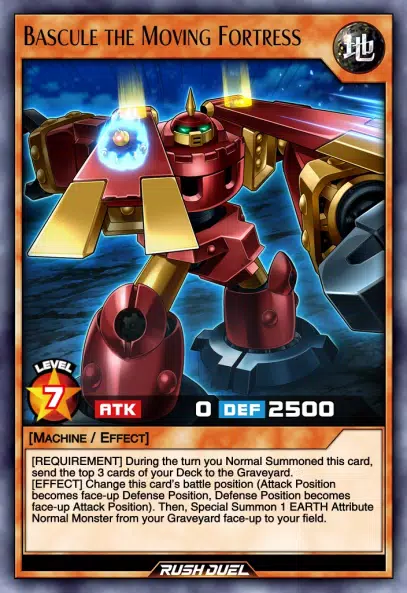 BASCULE THE MOVING FORTRESS
地
LEVEL
7
ATK 0 DEF 2500
[MACHINE / EFFECT]
[REQUIREMENT] During the turn you Normal Summoned this card,
send the top 3 cards of your Deck to the Graveyard.
[EFFECT] Change this card's battle position (Attack Position
becomes face-up Defense Position, Defense Position becomes
face-up Attack Position). Then, Special Summon 1 EARTH Attribute
Normal Monster from your Graveyard face-up to your field.
RUSH DUEL